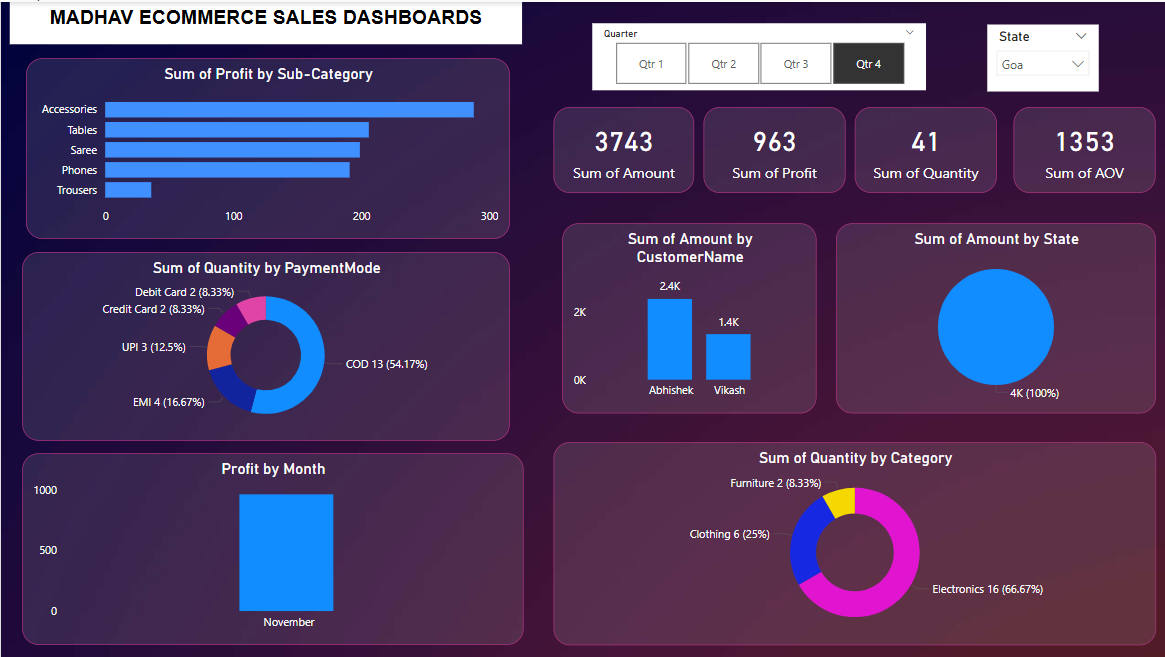 MADHAV ECOMMERCE SALES DASHBOARDS
Quarter
Qtr 1
Qtr 2
Qtr 3
Qtr 4
State
Goa
3743
Sum of Amount
963
Sum of Profit
41
Sum of Quantity
1353
Sum of AOV
Sum of Profit by Sub-Category
Accessories
Tables
Saree
Phones
Trousers
0
100
200
300
Sum of Quantity by PaymentMode
Debit Card 2 (8.33%)
Credit Card 2 (8.33%)
UPI 3 (12.5%)
EMI 4 (16.67%)
COD 13 (54.17%)
Sum of Amount by
CustomerName
2K
0K
2.4K
1.4K
Abhishek
Vikash
Sum of Amount by State
4K (100%)
Profit by Month
1000
500
0
November
Sum of Quantity by Category
Furniture 2 (8.33%)
Clothing 6 (25%)
Electronics 16 (66.67%)